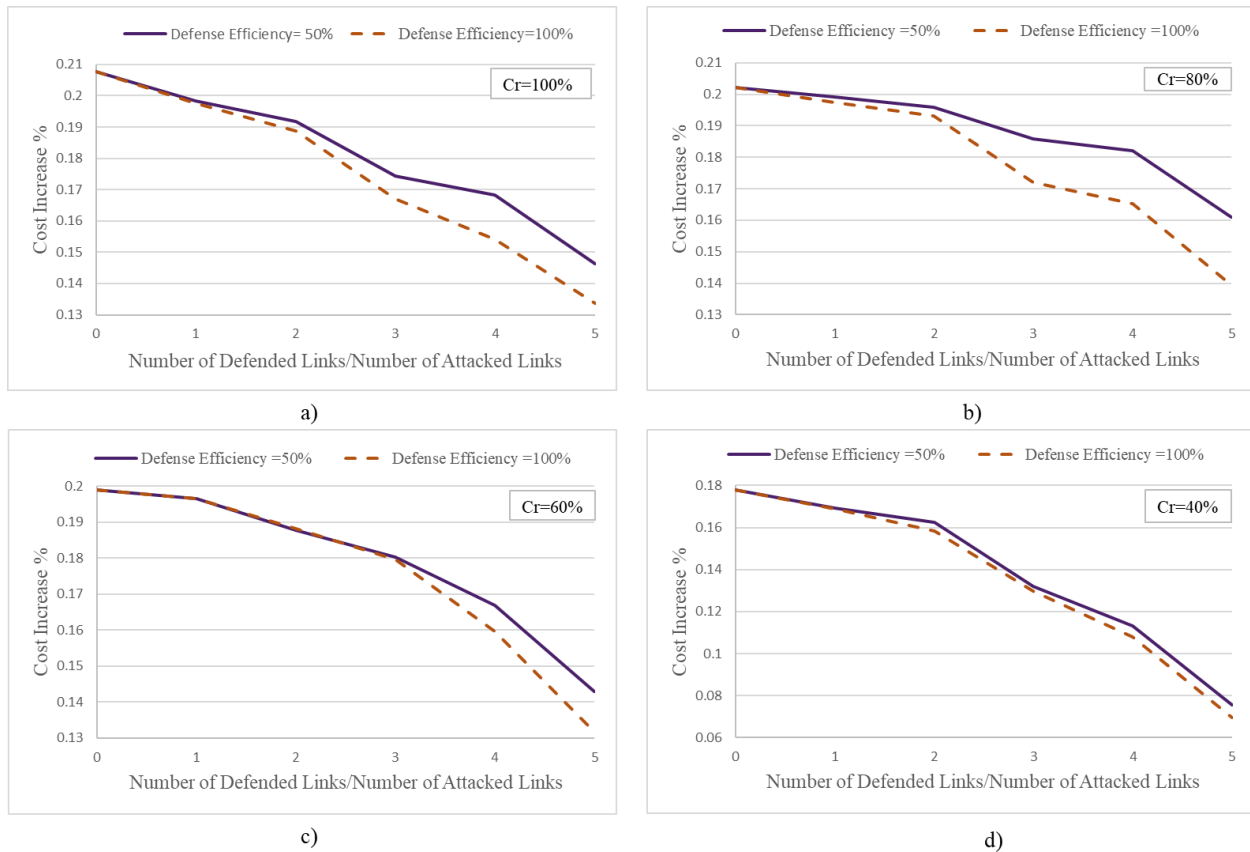 Defense Efficiency= 50% Defense Efficiency=100%
Cr=100%
Cost Increase %
0.21
0.2
0.19
0.18
0.17
0.16
0.15
0.14
0.13
0 1 2 3 4 5
Number of Defended Links/Number of Attacked Links
a)
Defense Efficiency =50% Defense Efficiency =100%
Cr=80%
Cost Increase %
0.21
0.2
0.19
0.18
0.17
0.16
0.15
0.14
0.13
0 1 2 3 4 5
Number of Defended Links/Number of Attacked Links
b)
Defense Efficiency =50% Defense Efficiency =100%
Cr=60%
Cost Increase %
0.2
0.19
0.18
0.17
0.16
0.15
0.14
0.13
0 1 2 3 4 5
Number of Defended Links/Number of Attacked Links
c)
Defense Efficiency =50% Defense Efficiency =100%
Cr=40%
Cost Increase %
0.18
0.16
0.14
0.12
0.1
0.08
0.06
0 1 2 3 4 5
Number of Defended Links/Number of Attacked Links
d)